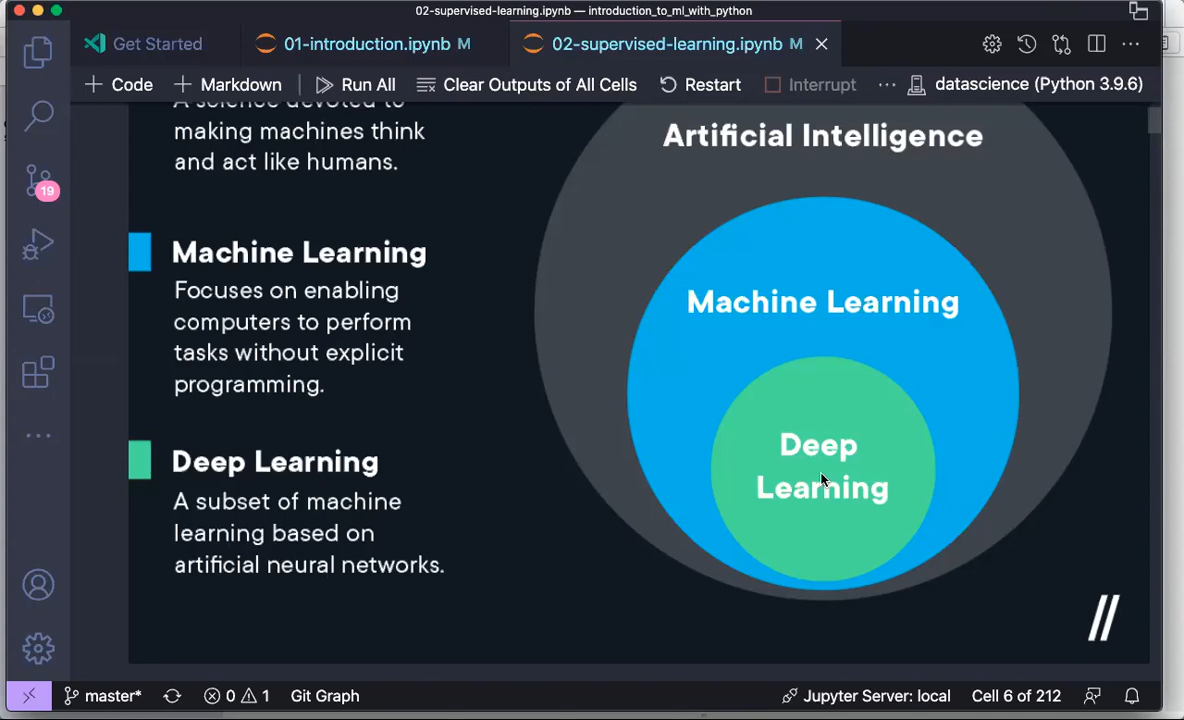 02-supervised-learning.ipynb — introduction_to_ml_with_python
Get Started
01-introduction.ipynb M
02-supervised-learning.ipynb M
Code
Markdown
Run All
Clear Outputs of All Cells
Restart
Interrupt
datascience (Python 3.9.6)
19
A science devoted to
making machines think
and act like humans.
Machine Learning
Focuses on enabling
computers to perform
tasks without explicit
programming.
Deep Learning
A subset of machine
learning based on
artificial neural networks.
Artificial Intelligence
Machine Learning
Deep
Learning
master*
0
1
Git Graph
Jupyter Server: local
Cell 6 of 212